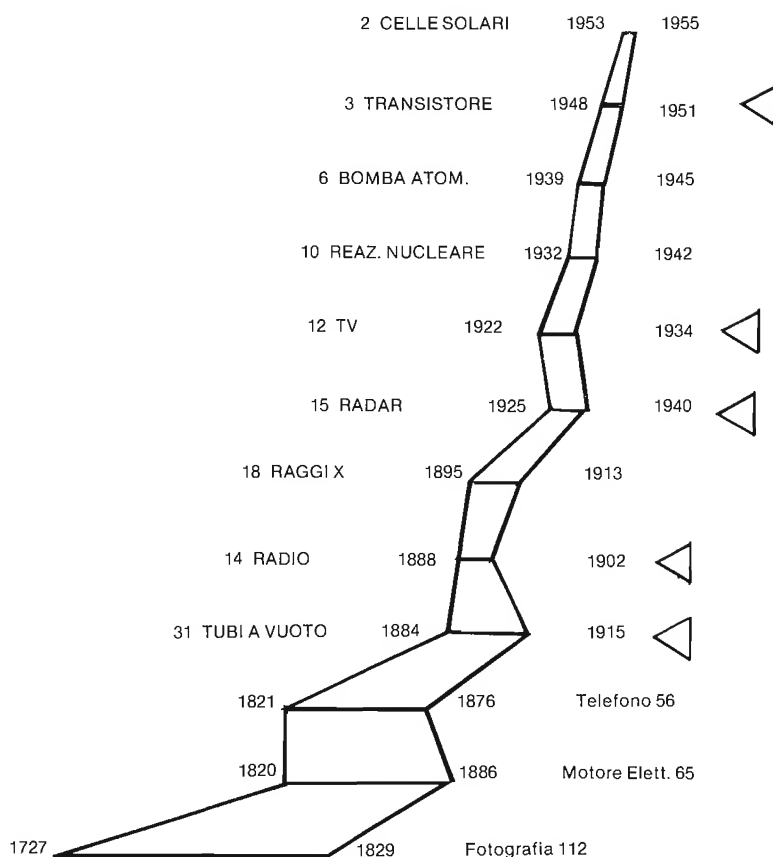 2 CELLE SOLARI 1953 1955
3 TRANSISTORE 1948 1951
6 BOMBA ATOM. 1939 1945
10 REAZ. NUCLEARE 1932 1942
12 TV 1922 1934
15 RADAR 1925 1940
18 RAGGI X 1895 1913
14 RADIO 1888 1902
31 TUBI A VUOTO 1884 1915
1821 1876 Telefono 56
1820 1886 Motore Elett. 65
1727 1829 Fotografia 112